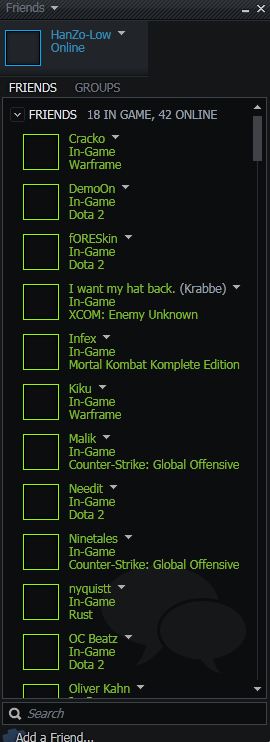 Friends
HanZo-Low
Online
FRIENDS GROUPS
FRIENDS 18 IN GAME, 42 ONLINE
Cracko
In-Game
Warframe
DemoOn
In-Game
Dota 2
fORESkin
In-Game
Dota 2
I want my hat back. (Krabbe)
In-Game
XCOM: Enemy Unknown
Infex
In-Game
Mortal Kombat Komplete Edition
Kiku
In-Game
Warframe
Malik
In-Game
Counter-Strike: Global Offensive
Needit
In-Game
Dota 2
Ninetales
In-Game
Counter-Strike: Global Offensive
nyquistt
In-Game
Rust
OC Beatz
In-Game
Dota 2
Oliver Kahn
Search
Add a Friend...